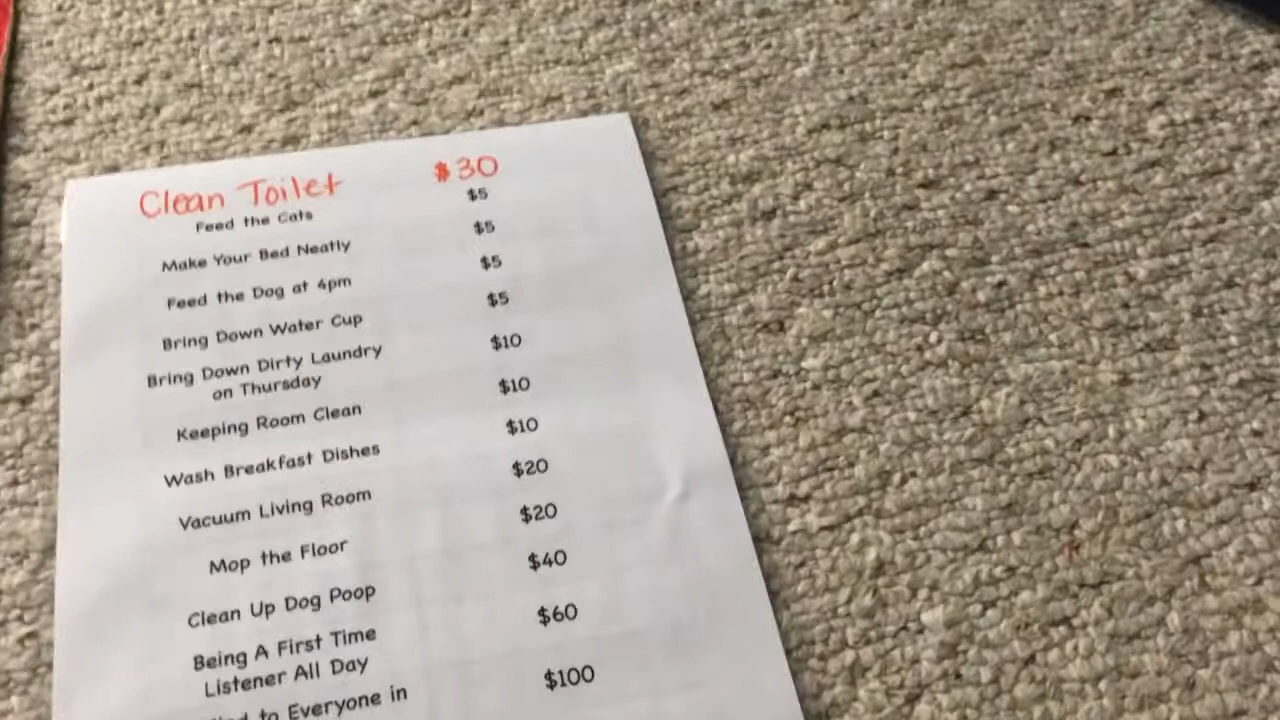 Clean Toilet $30
Feed the Cats $5
Make Your Bed Neatly $5
Feed the Dog at 4pm $5
Bring Down Water Cup $5
Bring Down Dirty Laundry $10
on Thursday
Keeping Room Clean $10
Wash Breakfast Dishes $10
Vacuum Living Room $20
Mop the Floor $20
Clean Up Dog Poop $40
Being A First Time $60
Listener All Day
to Everyone in $100